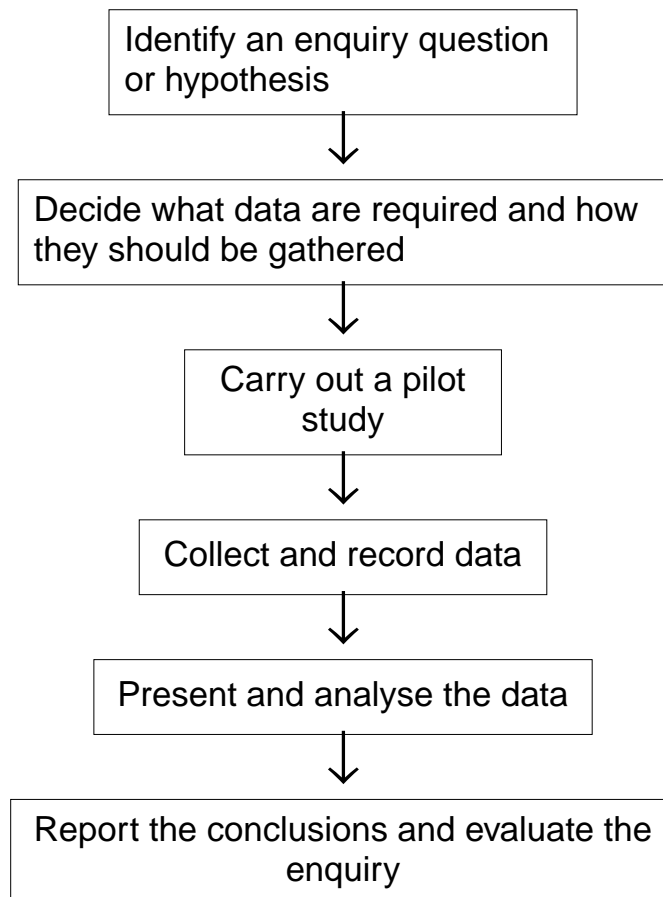 Identify an enquiry question
or hypothesis
Decide what data are required and how
they should be gathered
Carry out a pilot
study
Collect and record data
Present and analyse the data
Report the conclusions and evaluate the
enquiry